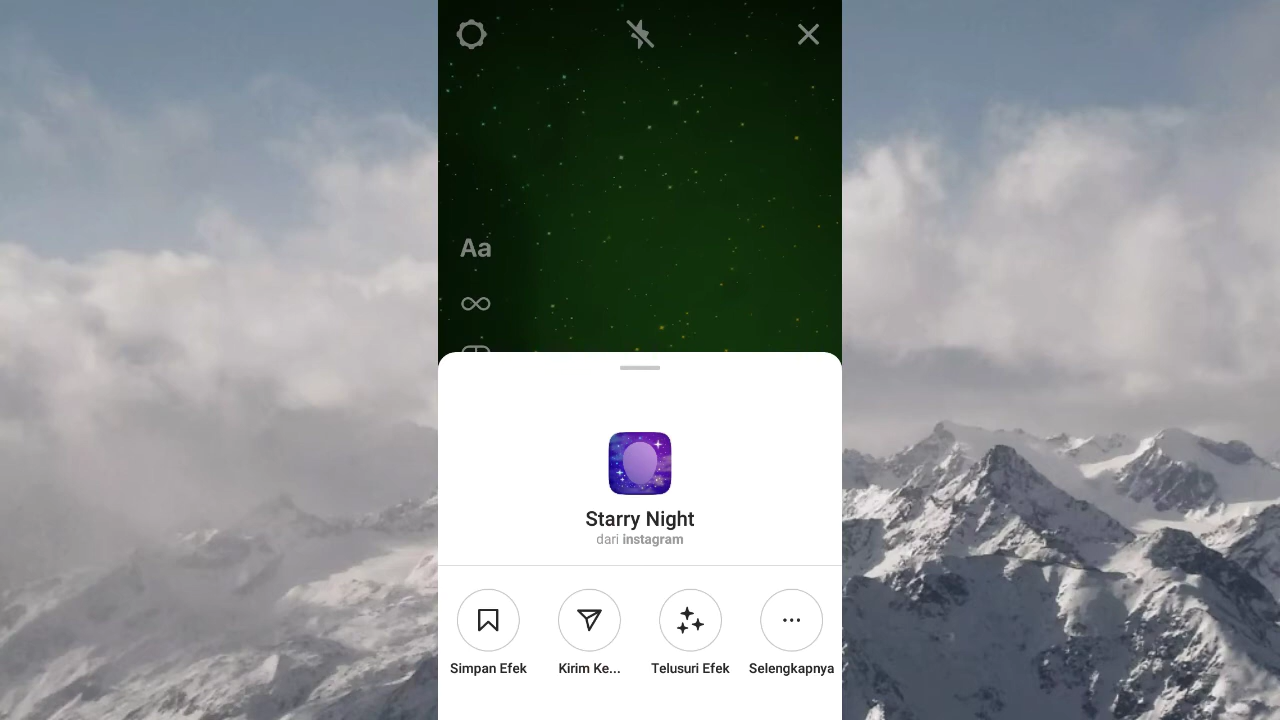 Aa
Starry Night
dari instagram
Simpan Efek
Kirim Ke...
Telusuri Efek
Selengkapnya